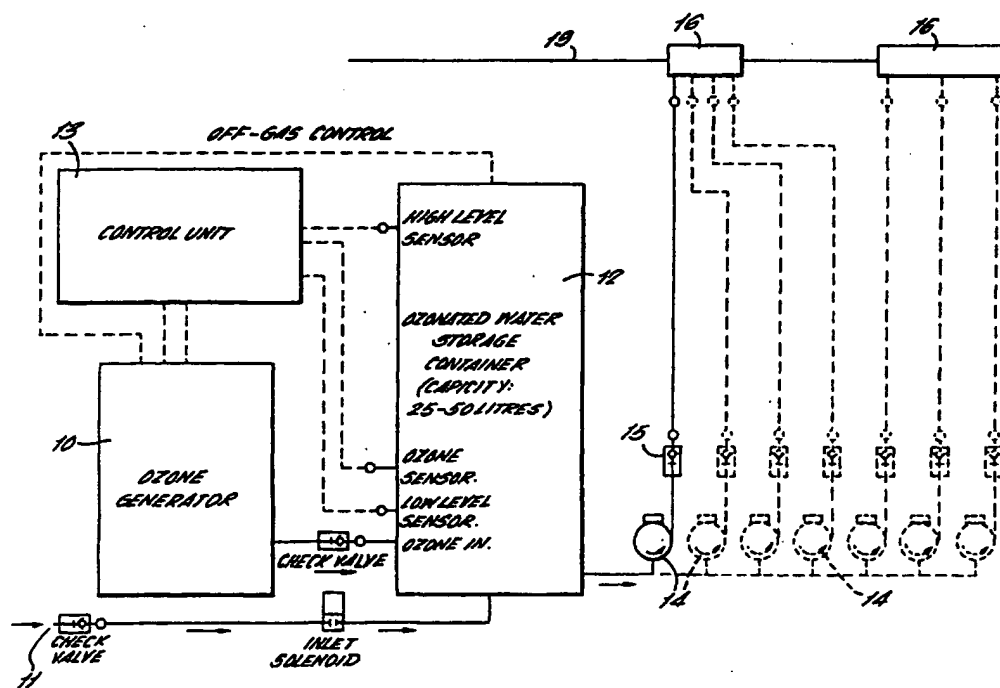 19
16
16
OFF-GAS CONTROL
13
CONTROL UNIT
HIGH LEVEL
SENSOR
12
OZONATED WATER
STORAGE
CONTAINER
(CAPICITY:
25-50 LITRES)
10
OZONE
GENERATOR
OZONE
SENSOR.
LOW LEVEL
SENSOR.
OZONE IN.
CHECK VALVE
15
14
14
11
CHECK
VALVE
INLET
SOLENOID